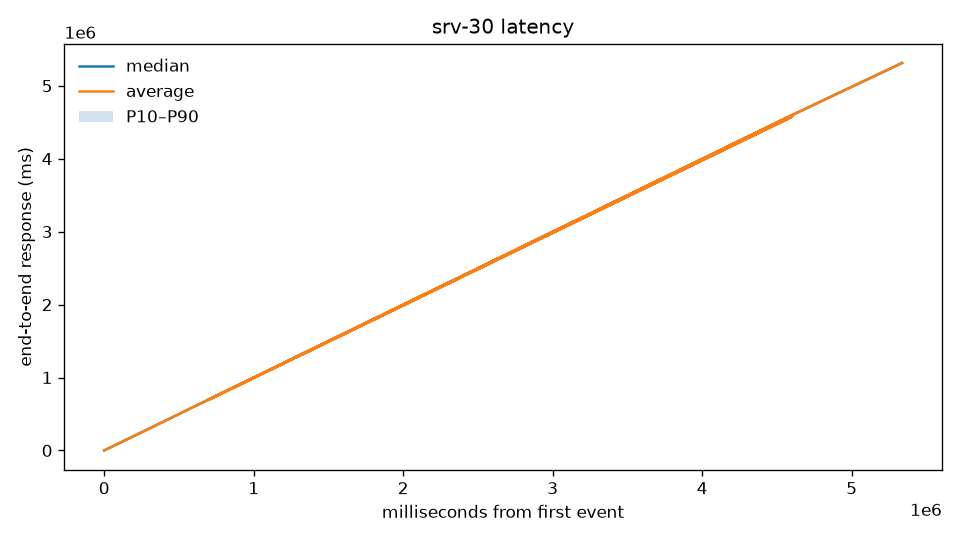 srv-30 latency
1e6
median
average
P10–P90
5
4
3
2
1
0
end-to-end response (ms)
0 1 2 3 4 5
1e6
milliseconds from first event